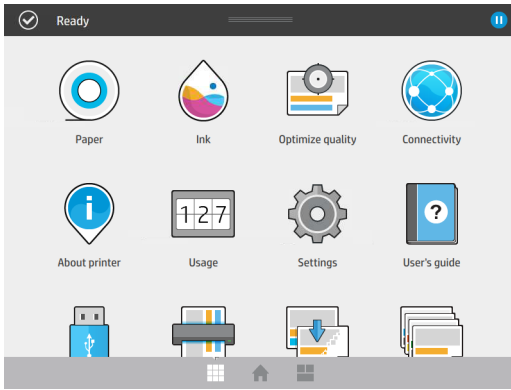 Ready
Paper
Ink
Optimize quality
Connectivity
i
?
127
About printer
Usage
Settings
User's guide